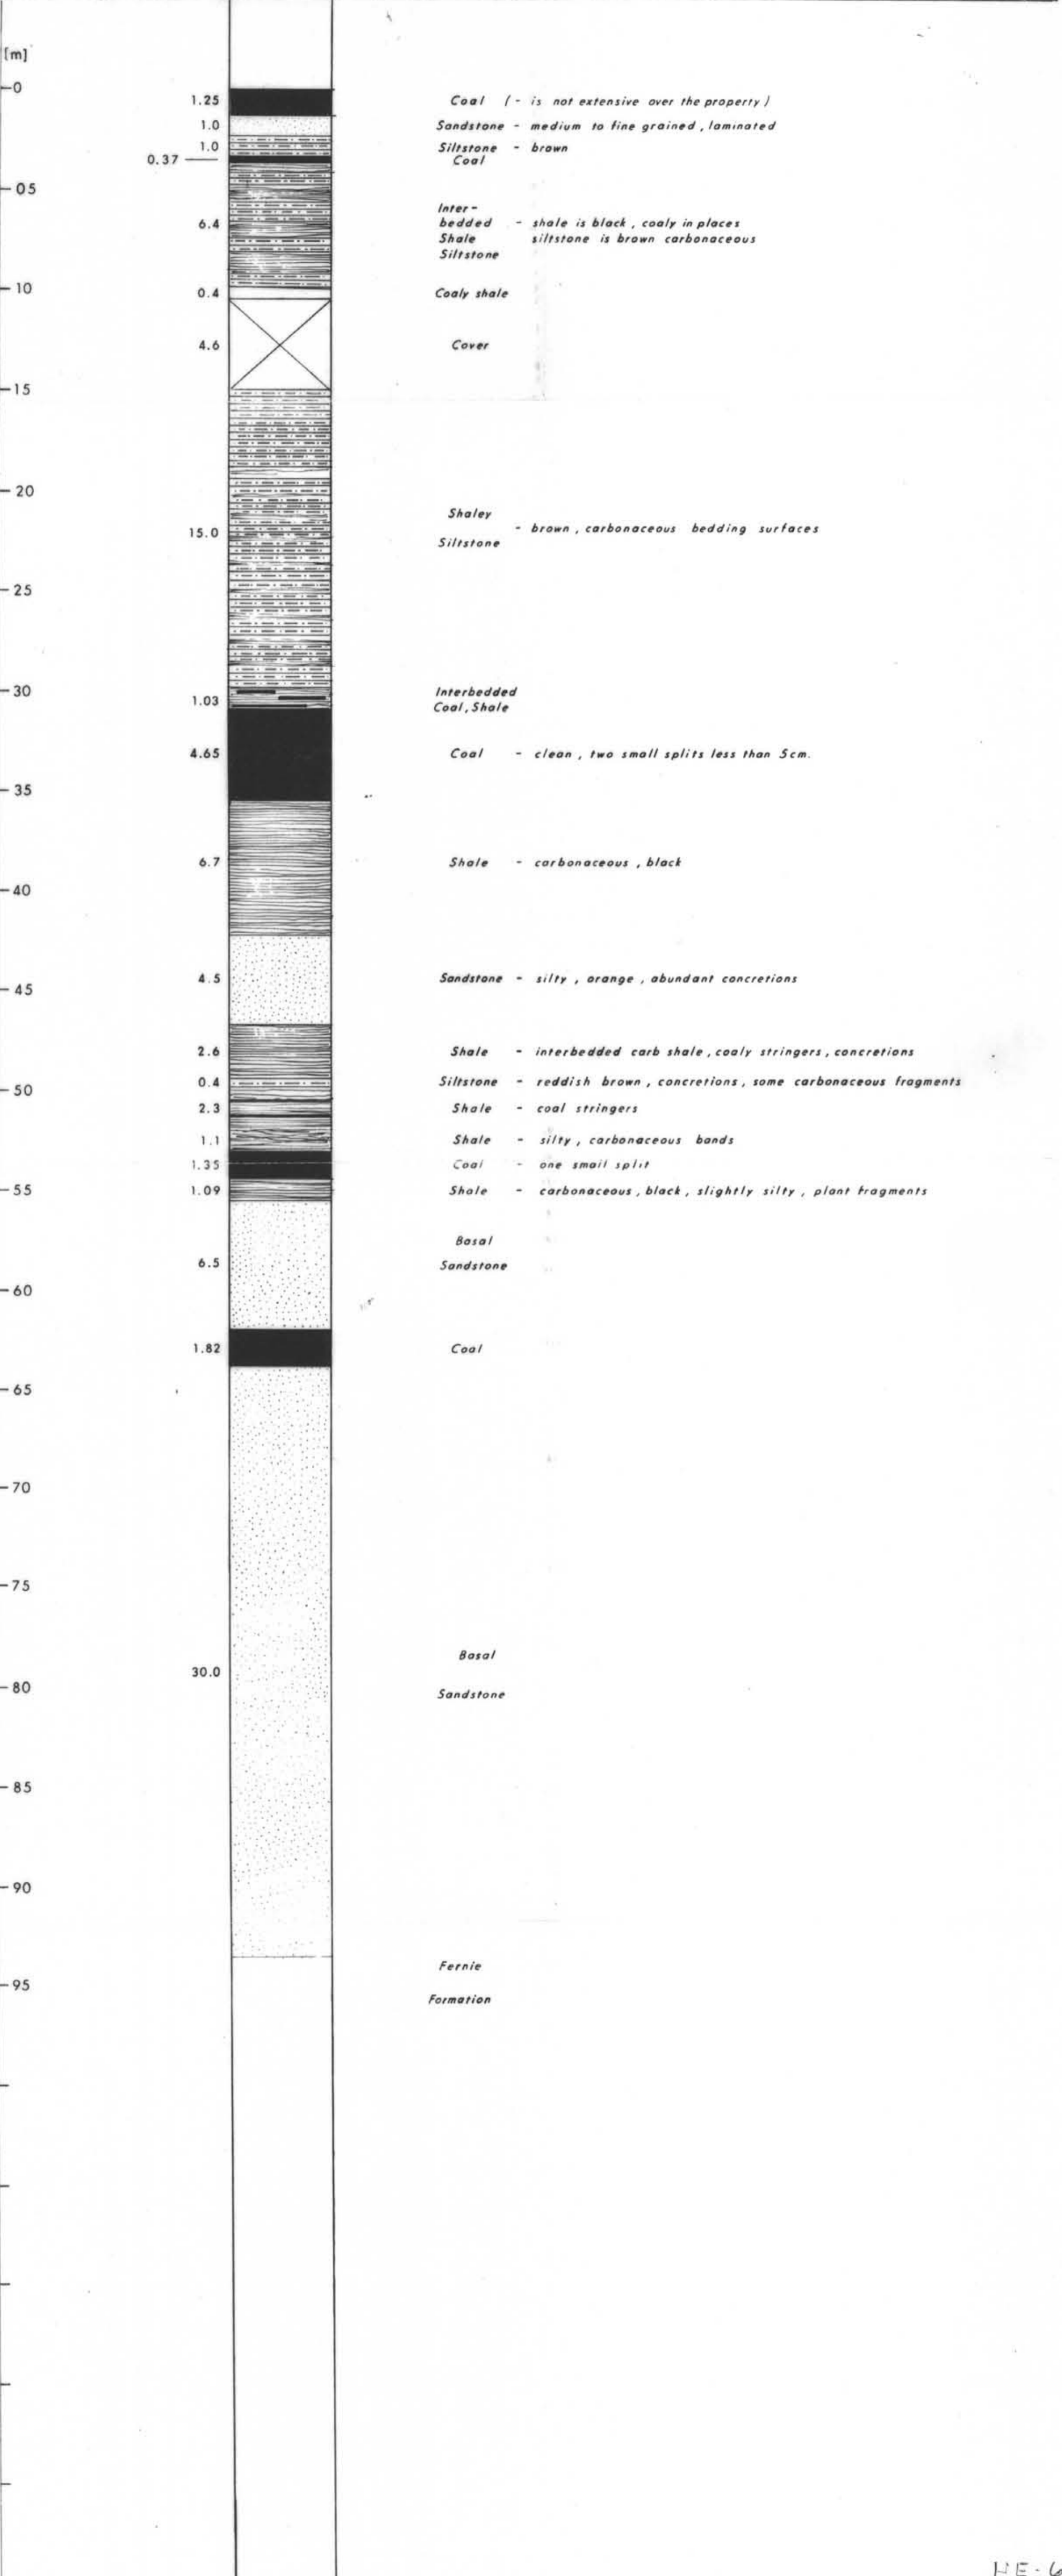 [m]
0
1.25 Coal (- is not extensive over the property)
1.0 Sandstone - medium to fine grained, laminated
1.0 Siltstone - brown
0.37 Coal
05
Inter-
6.4 bedded - shale is black, coaly in places
Shale siltstone is brown carbonaceous
Siltstone
10
0.4 Coaly shale
4.6 Cover
15
20
Shaley
15.0 - brown, carbonaceous bedding surfaces
Siltstone
25
30
Interbedded
1.03 Coal, Shale
4.65 Coal - clean, two small splits less than 5cm.
35
6.7 Shale - carbonaceous, black
40
4.5 Sandstone - silty, orange, abundant concretions
45
2.6 Shale - interbedded carb shale, coaly stringers, concretions
0.4 Siltstone - reddish brown, concretions, some carbonaceous fragments
50
2.3 Shale - coal stringers
1.1 Shale - silty, carbonaceous bands
1.35 Coal - one small split
55
1.09 Shale - carbonaceous, black, slightly silty, plant fragments
Basal
6.5 Sandstone
60
1.82 Coal
65
70
75
Basal
30.0
80
Sandstone
85
90
Fernie
95
Formation